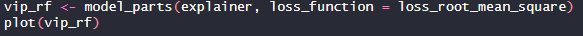 vip_rf <- model_parts(explainer, loss_function = loss_root_mean_square)
plot(vip_rf)